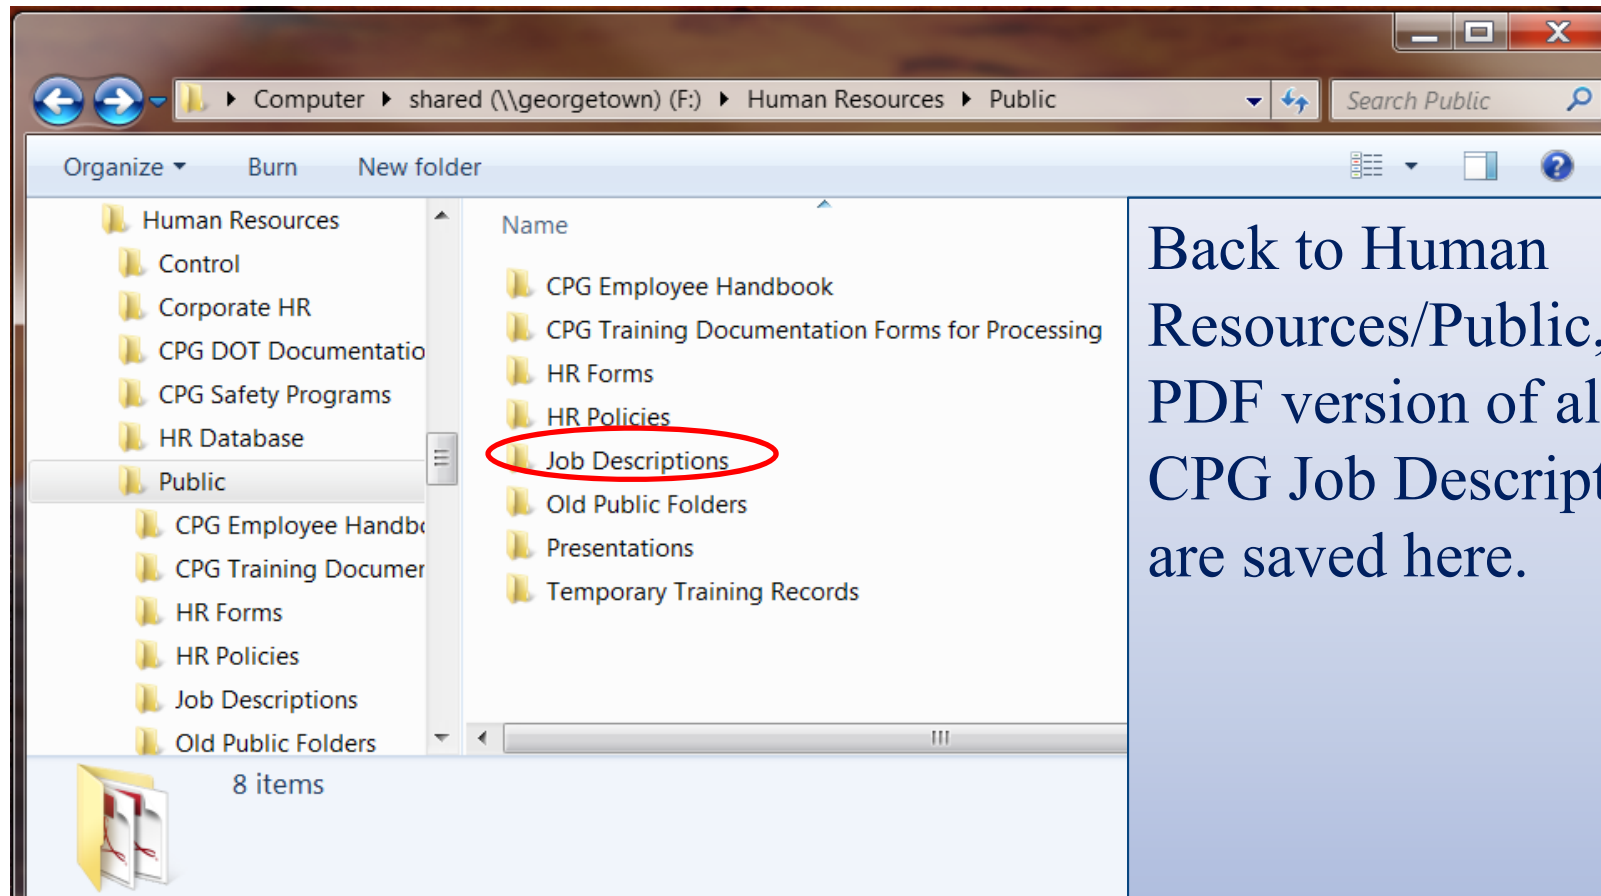 Computer ▸ shared (\\georgetown) (F:) ▸ Human Resources ▸ Public
Search Public
Organize
Burn
New folder
Human Resources
Control
Corporate HR
CPG DOT Documentatio
CPG Safety Programs
HR Database
Public
CPG Employee Handbo
CPG Training Documen
HR Forms
HR Policies
Job Descriptions
Old Public Folders
Name
CPG Employee Handbook
CPG Training Documentation Forms for Processing
HR Forms
HR Policies
Job Descriptions
Old Public Folders
Presentations
Temporary Training Records
8 items
Back to Human
Resources/Public,
PDF version of al
CPG Job Descript
are saved here.